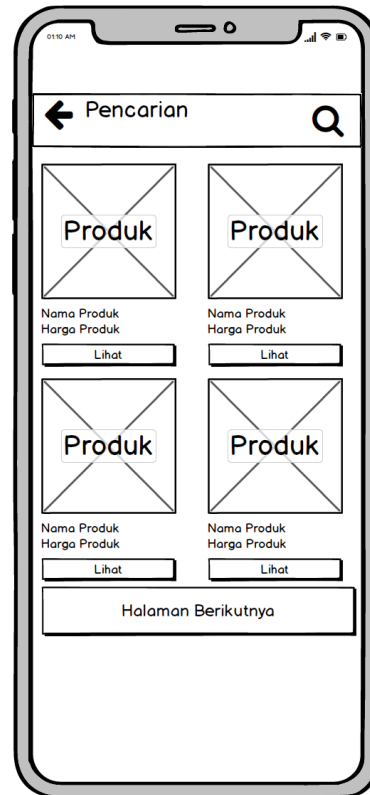 01:10 AM
Pencarian
Produk
Produk
Nama Produk
Harga Produk
Lihat
Nama Produk
Harga Produk
Lihat
Produk
Produk
Nama Produk
Harga Produk
Lihat
Nama Produk
Harga Produk
Lihat
Halaman Berikutnya